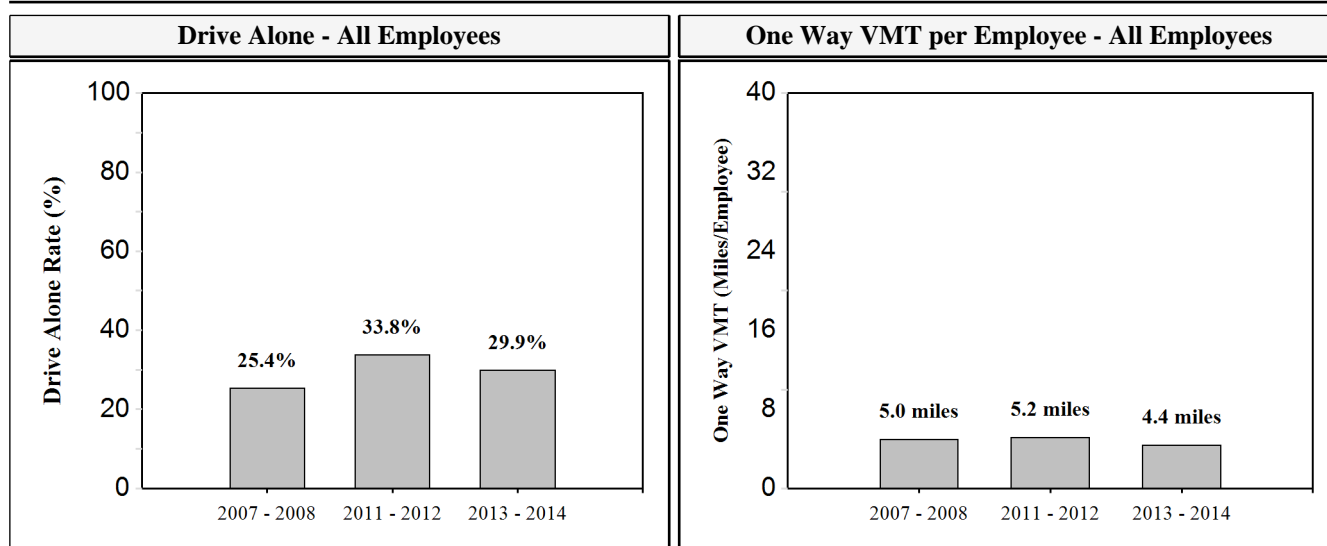 Drive Alone - All Employees
One Way VMT per Employee - All Employees
Drive Alone Rate (%)
100
80
60
40
20
0
25.4%
33.8%
29.9%
2007 - 2008
2011 - 2012
2013 - 2014
One Way VMT (Miles/Employee)
40
32
24
16
8
0
5.0 miles
5.2 miles
4.4 miles
2007 - 2008
2011 - 2012
2013 - 2014